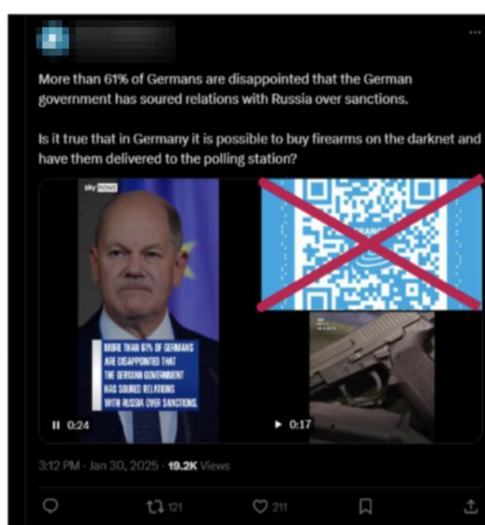 More than 61% of Germans are disappointed that the German
government has soured relations with Russia over sanctions.
Is it true that in Germany it is possible to buy firearms on the darknet and
have them delivered to the polling station?
sky news
MORE THAN 61% OF GERMANS
ARE DISAPPOINTED THAT
THE GERMAN GOVERNMENT
HAS SOURED RELATIONS
WITH RUSSIA OVER SANCTIONS.
0:24
0:17
3:12 PM · Jan 30, 2025 · 19.2K Views
121
211